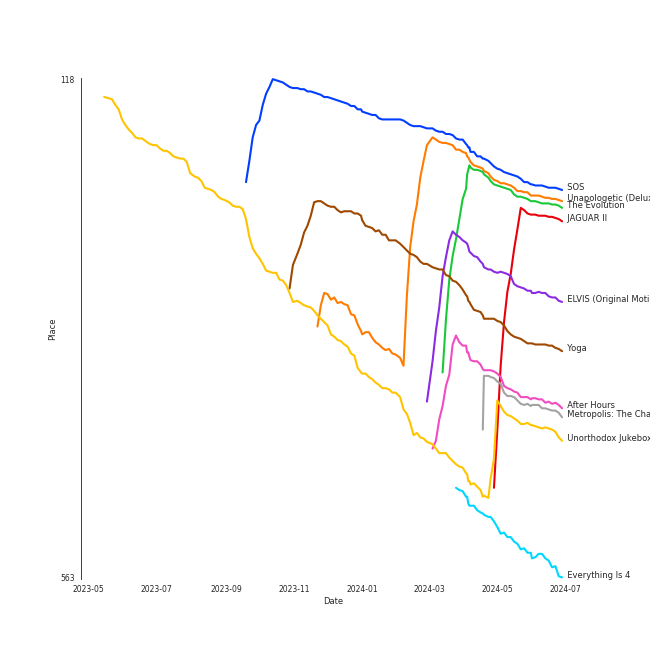 118
Place
563
2023-05 2023-07 2023-09 2023-11 2024-01 2024-03 2024-05 2024-07
Date
SOS
Unapologetic (Delu
The Evolution
JAGUAR II
ELVIS (Original Moti
Yoga
After Hours
Metropolis: The Cha
Unorthodox Jukebox
Everything Is 4